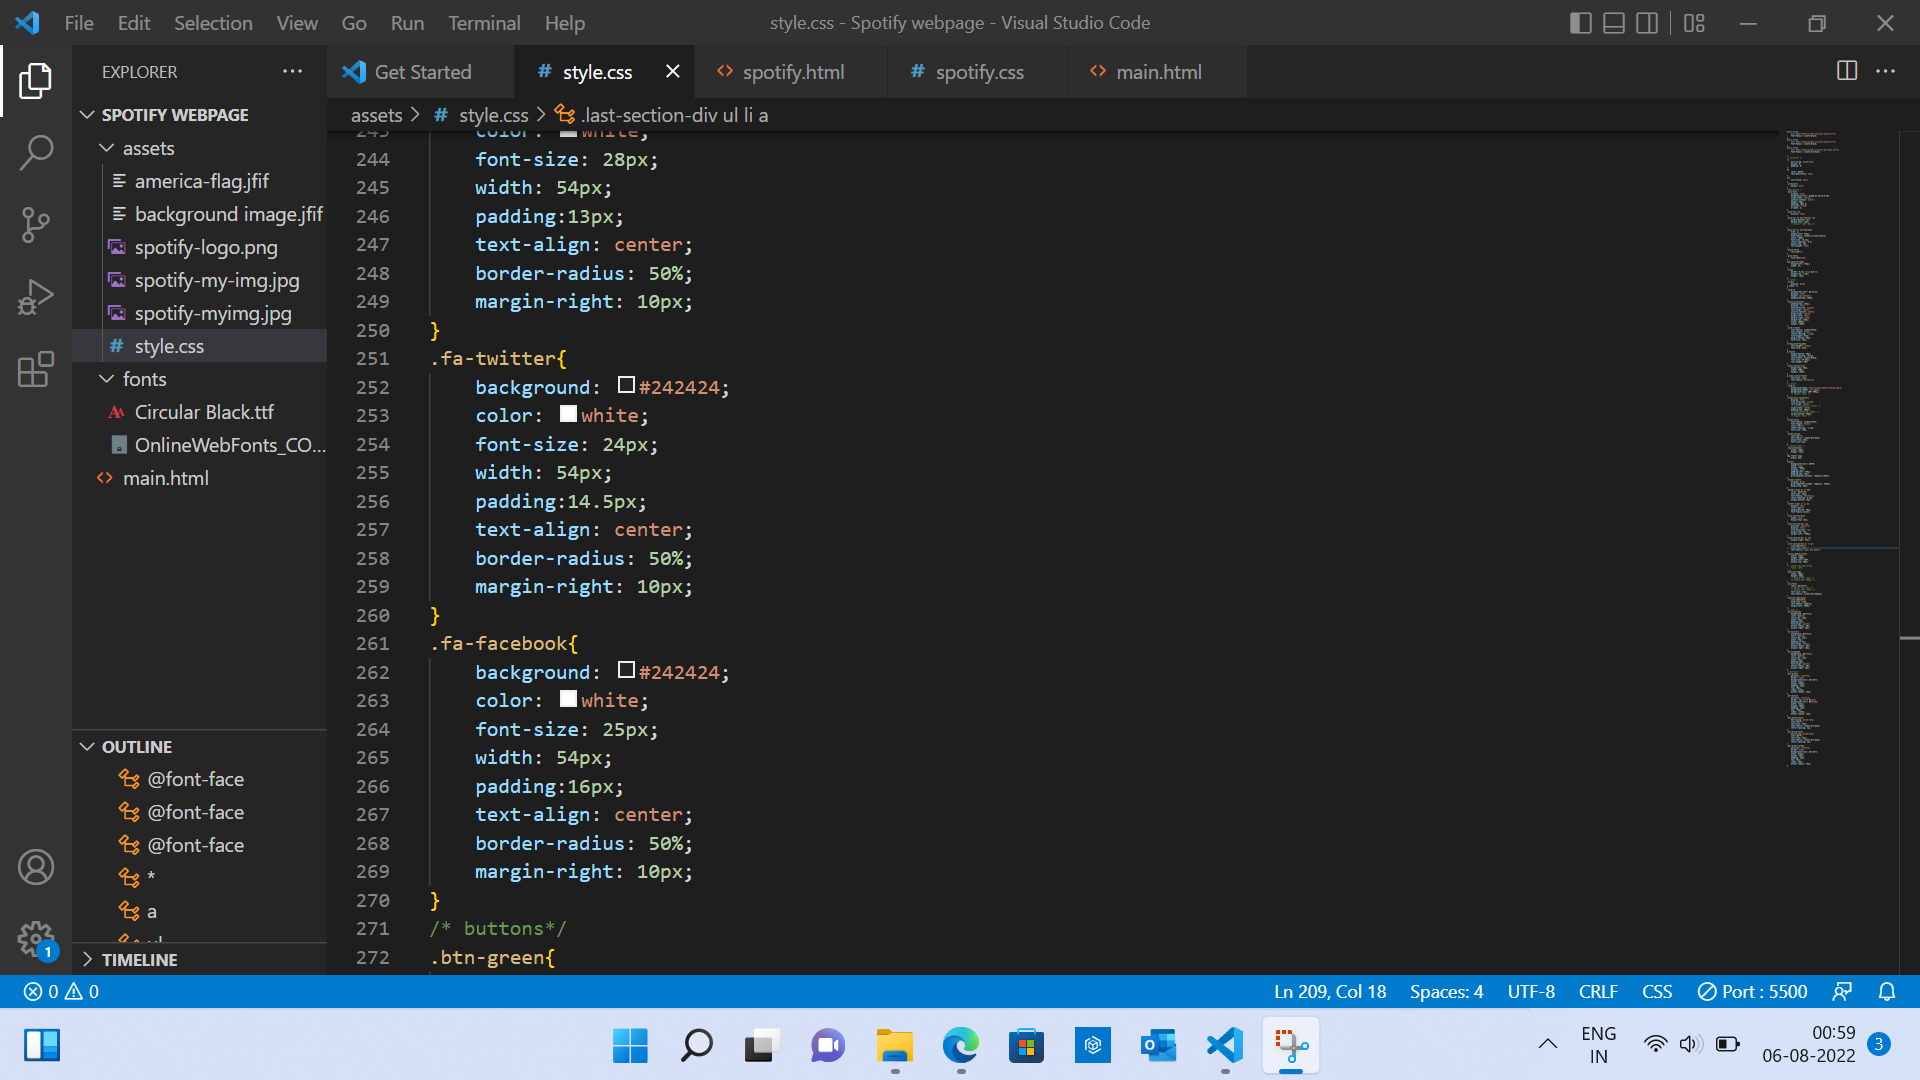 File Edit Selection View Go Run Terminal Help
style.css - Spotify webpage - Visual Studio Code
EXPLORER
Get Started
# style.css
<> spotify.html
# spotify.css
<> main.html
assets > # style.css > .last-section-div ul li a
SPOTIFY WEBPAGE
assets
america-flag.jfif
background image.jfif
spotify-logo.png
spotify-my-img.jpg
spotify-myimg.jpg
# style.css
fonts
Circular Black.ttf
OnlineWebFonts_CO...
<> main.html
OUTLINE
@font-face
@font-face
@font-face
*
a
ul
TIMELINE
243 color: white;
244 font-size: 28px;
245 width: 54px;
246 padding:13px;
247 text-align: center;
248 border-radius: 50%;
249 margin-right: 10px;
250 }
251 .fa-twitter{
252 background: #242424;
253 color: white;
254 font-size: 24px;
255 width: 54px;
256 padding:14.5px;
257 text-align: center;
258 border-radius: 50%;
259 margin-right: 10px;
260 }
261 .fa-facebook{
262 background: #242424;
263 color: white;
264 font-size: 25px;
265 width: 54px;
266 padding:16px;
267 text-align: center;
268 border-radius: 50%;
269 margin-right: 10px;
270 }
271 /* buttons*/
272 .btn-green{
1
0 0
Ln 209, Col 18 Spaces: 4 UTF-8 CRLF CSS Port : 5500
ENG
IN
00:59
06-08-2022
3